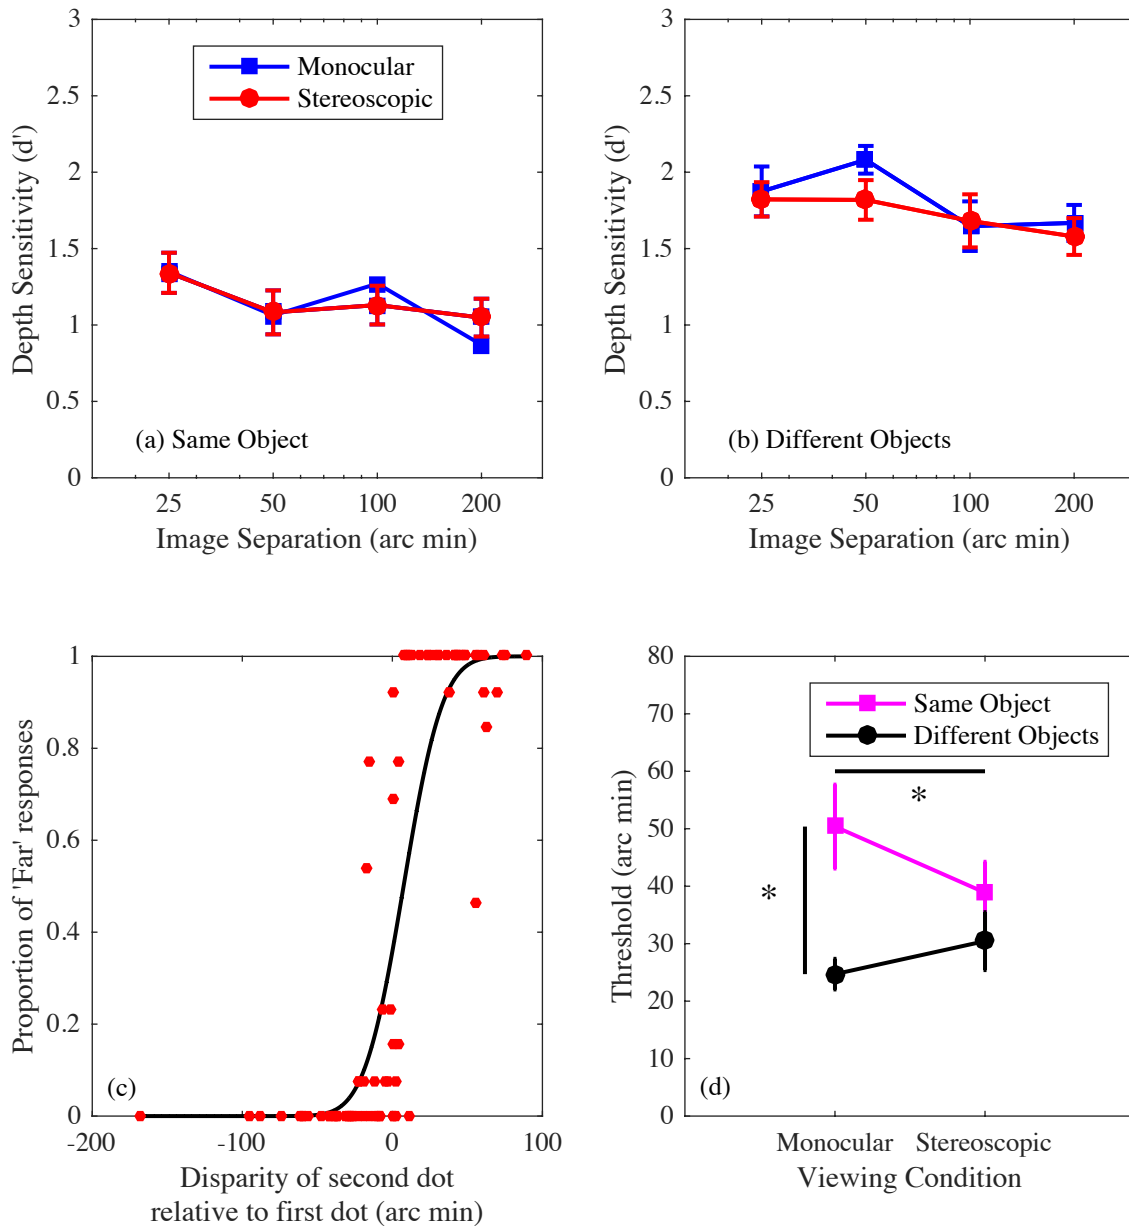 3
2.5
2
1.5
1
0.5
0
Depth Sensitivity (d')
Monocular
Stereoscopic
(a) Same Object
25 50 100 200
Image Separation (arc min)
3
2.5
2
1.5
1
0.5
0
Depth Sensitivity (d')
(b) Different Objects
25 50 100 200
Image Separation (arc min)
1
0.8
0.6
0.4
0.2
0
Proportion of 'Far' responses
(c)
-200 -100 0 100
Disparity of second dot
relative to first dot (arc min)
80
70
60
50
40
30
20
10
0
Threshold (arc min)
Same Object
Different Objects
*
*
(d)
Monocular Stereoscopic
Viewing Condition